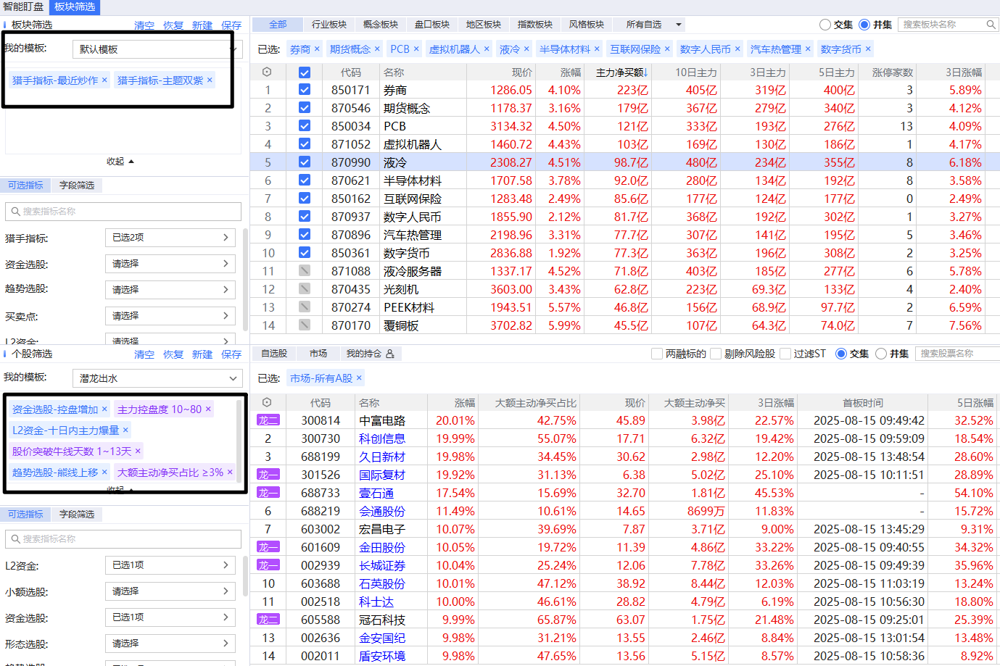 智能盯盘 板块筛选
板块筛选 清空 恢复 新建 保存
我的模板: 默认模板
猎手指标-最近炒作 × 猎手指标-主题双紫 ×
收起
可选指标 字段筛选
搜索指标名称
猎手指标: 已选2项
资金选股: 请选择
趋势选股: 请选择
买卖点: 请选择
L2资金: 请选择
全部 行业板块 概念板块 盘口板块 地区板块 指数板块 风格板块 所有自选 交集 并集 搜索板块名称
已选: 券商 × 期货概念 × PCB × 虚拟机器人 × 液冷 × 半导体材料 × 互联网保险 × 数字人民币 × 汽车热管理 × 数字货币 ×
代码 名称 现价 涨幅 主力净买额↓ 10日主力 3日主力 5日主力 涨停家数 3日涨幅
1 850171 券商 1286.05 4.10% 223亿 405亿 319亿 400亿 3 5.89%
2 870546 期货概念 1178.37 3.16% 179亿 367亿 279亿 340亿 3 4.12%
3 850034 PCB 3134.32 4.50% 121亿 333亿 193亿 276亿 13 4.09%
4 871052 虚拟机器人 1460.72 4.43% 103亿 169亿 130亿 186亿 1 4.17%
5 870990 液冷 2308.27 4.51% 98.7亿 480亿 234亿 355亿 8 6.18%
6 870621 半导体材料 1707.58 3.78% 92.0亿 280亿 134亿 192亿 8 3.58%
7 850162 互联网保险 1283.48 2.49% 85.6亿 177亿 124亿 177亿 0 2.49%
8 870937 数字人民币 1855.90 2.12% 81.7亿 368亿 192亿 302亿 1 3.27%
9 870896 汽车热管理 2198.96 3.31% 77.7亿 307亿 141亿 195亿 5 3.46%
10 850361 数字货币 2836.88 1.92% 77.3亿 363亿 196亿 308亿 2 3.25%
11 871088 液冷服务器 1337.17 4.52% 71.8亿 403亿 185亿 277亿 6 5.78%
12 870435 光刻机 3603.00 3.43% 62.8亿 223亿 69.3亿 133亿 4 2.40%
13 870274 PEEK材料 1943.51 5.57% 46.8亿 156亿 68.9亿 97.7亿 2 6.59%
14 870170 覆铜板 3702.82 5.99% 45.5亿 107亿 64.3亿 74.0亿 7 7.56%
个股筛选 清空 恢复 新建 保存
我的模板: 潜龙出水
资金选股-控盘增加 × 主力控盘度 10~80 ×
L2资金-十日内主力爆量 ×
股价突破牛线天数 1~13天 ×
趋势选股-熊线上移 × 大额主动净买占比 ≥3% ×
收起
可选指标 字段筛选
搜索指标名称
L2资金: 已选1项
小额选股: 请选择
资金选股: 已选1项
形态选股: 请选择
自选股 市场 我的持仓 两融标的 剔除风险股 过滤ST 交集 并集 搜索股票名称
已选: 市场-所有A股 ×
代码 名称 涨幅 大额主动净买占比 现价 大额主动净买 3日涨幅 首板时间 5日涨幅
龙二 300814 中富电路 20.01% 42.75% 45.89 3.98亿 22.57% 2025-08-15 09:49:42 32.52%
2 300730 科创信息 19.99% 55.07% 17.71 6.32亿 19.42% 2025-08-15 09:59:09 18.54%
3 688199 久日新材 19.98% 34.45% 30.62 2.98亿 12.20% 2025-08-15 13:48:54 28.60%
龙一 301526 国际复材 19.92% 31.13% 6.38 5.02亿 25.10% 2025-08-15 10:11:51 28.89%
龙一 688733 壹石通 17.54% 15.69% 32.70 1.81亿 45.53% - 54.10%
6 688219 会通股份 11.49% 10.61% 14.65 8699万 11.83% - 15.72%
7 603002 宏昌电子 10.07% 39.69% 7.87 3.71亿 9.00% 2025-08-15 13:45:29 9.31%
龙一 601609 金田股份 10.05% 19.72% 11.39 4.86亿 33.22% 2025-08-15 09:40:55 34.32%
龙一 002939 长城证券 10.04% 25.24% 12.06 7.78亿 33.26% 2025-08-15 09:49:39 35.96%
10 603688 石英股份 10.01% 47.12% 38.92 8.44亿 12.03% 2025-08-15 11:03:19 13.24%
11 002518 科士达 10.00% 46.61% 28.82 4.79亿 6.19% 2025-08-15 10:56:30 18.80%
龙二 605588 冠石科技 9.99% 65.87% 63.07 1.75亿 21.48% 2025-08-15 09:25:01 25.39%
13 002636 金安国纪 9.98% 31.21% 13.55 2.46亿 8.84% 2025-08-15 13:01:54 13.48%
14 002011 盾安环境 9.98% 47.65% 13.56 5.15亿 8.57% 2025-08-15 10:58:36 8.92%